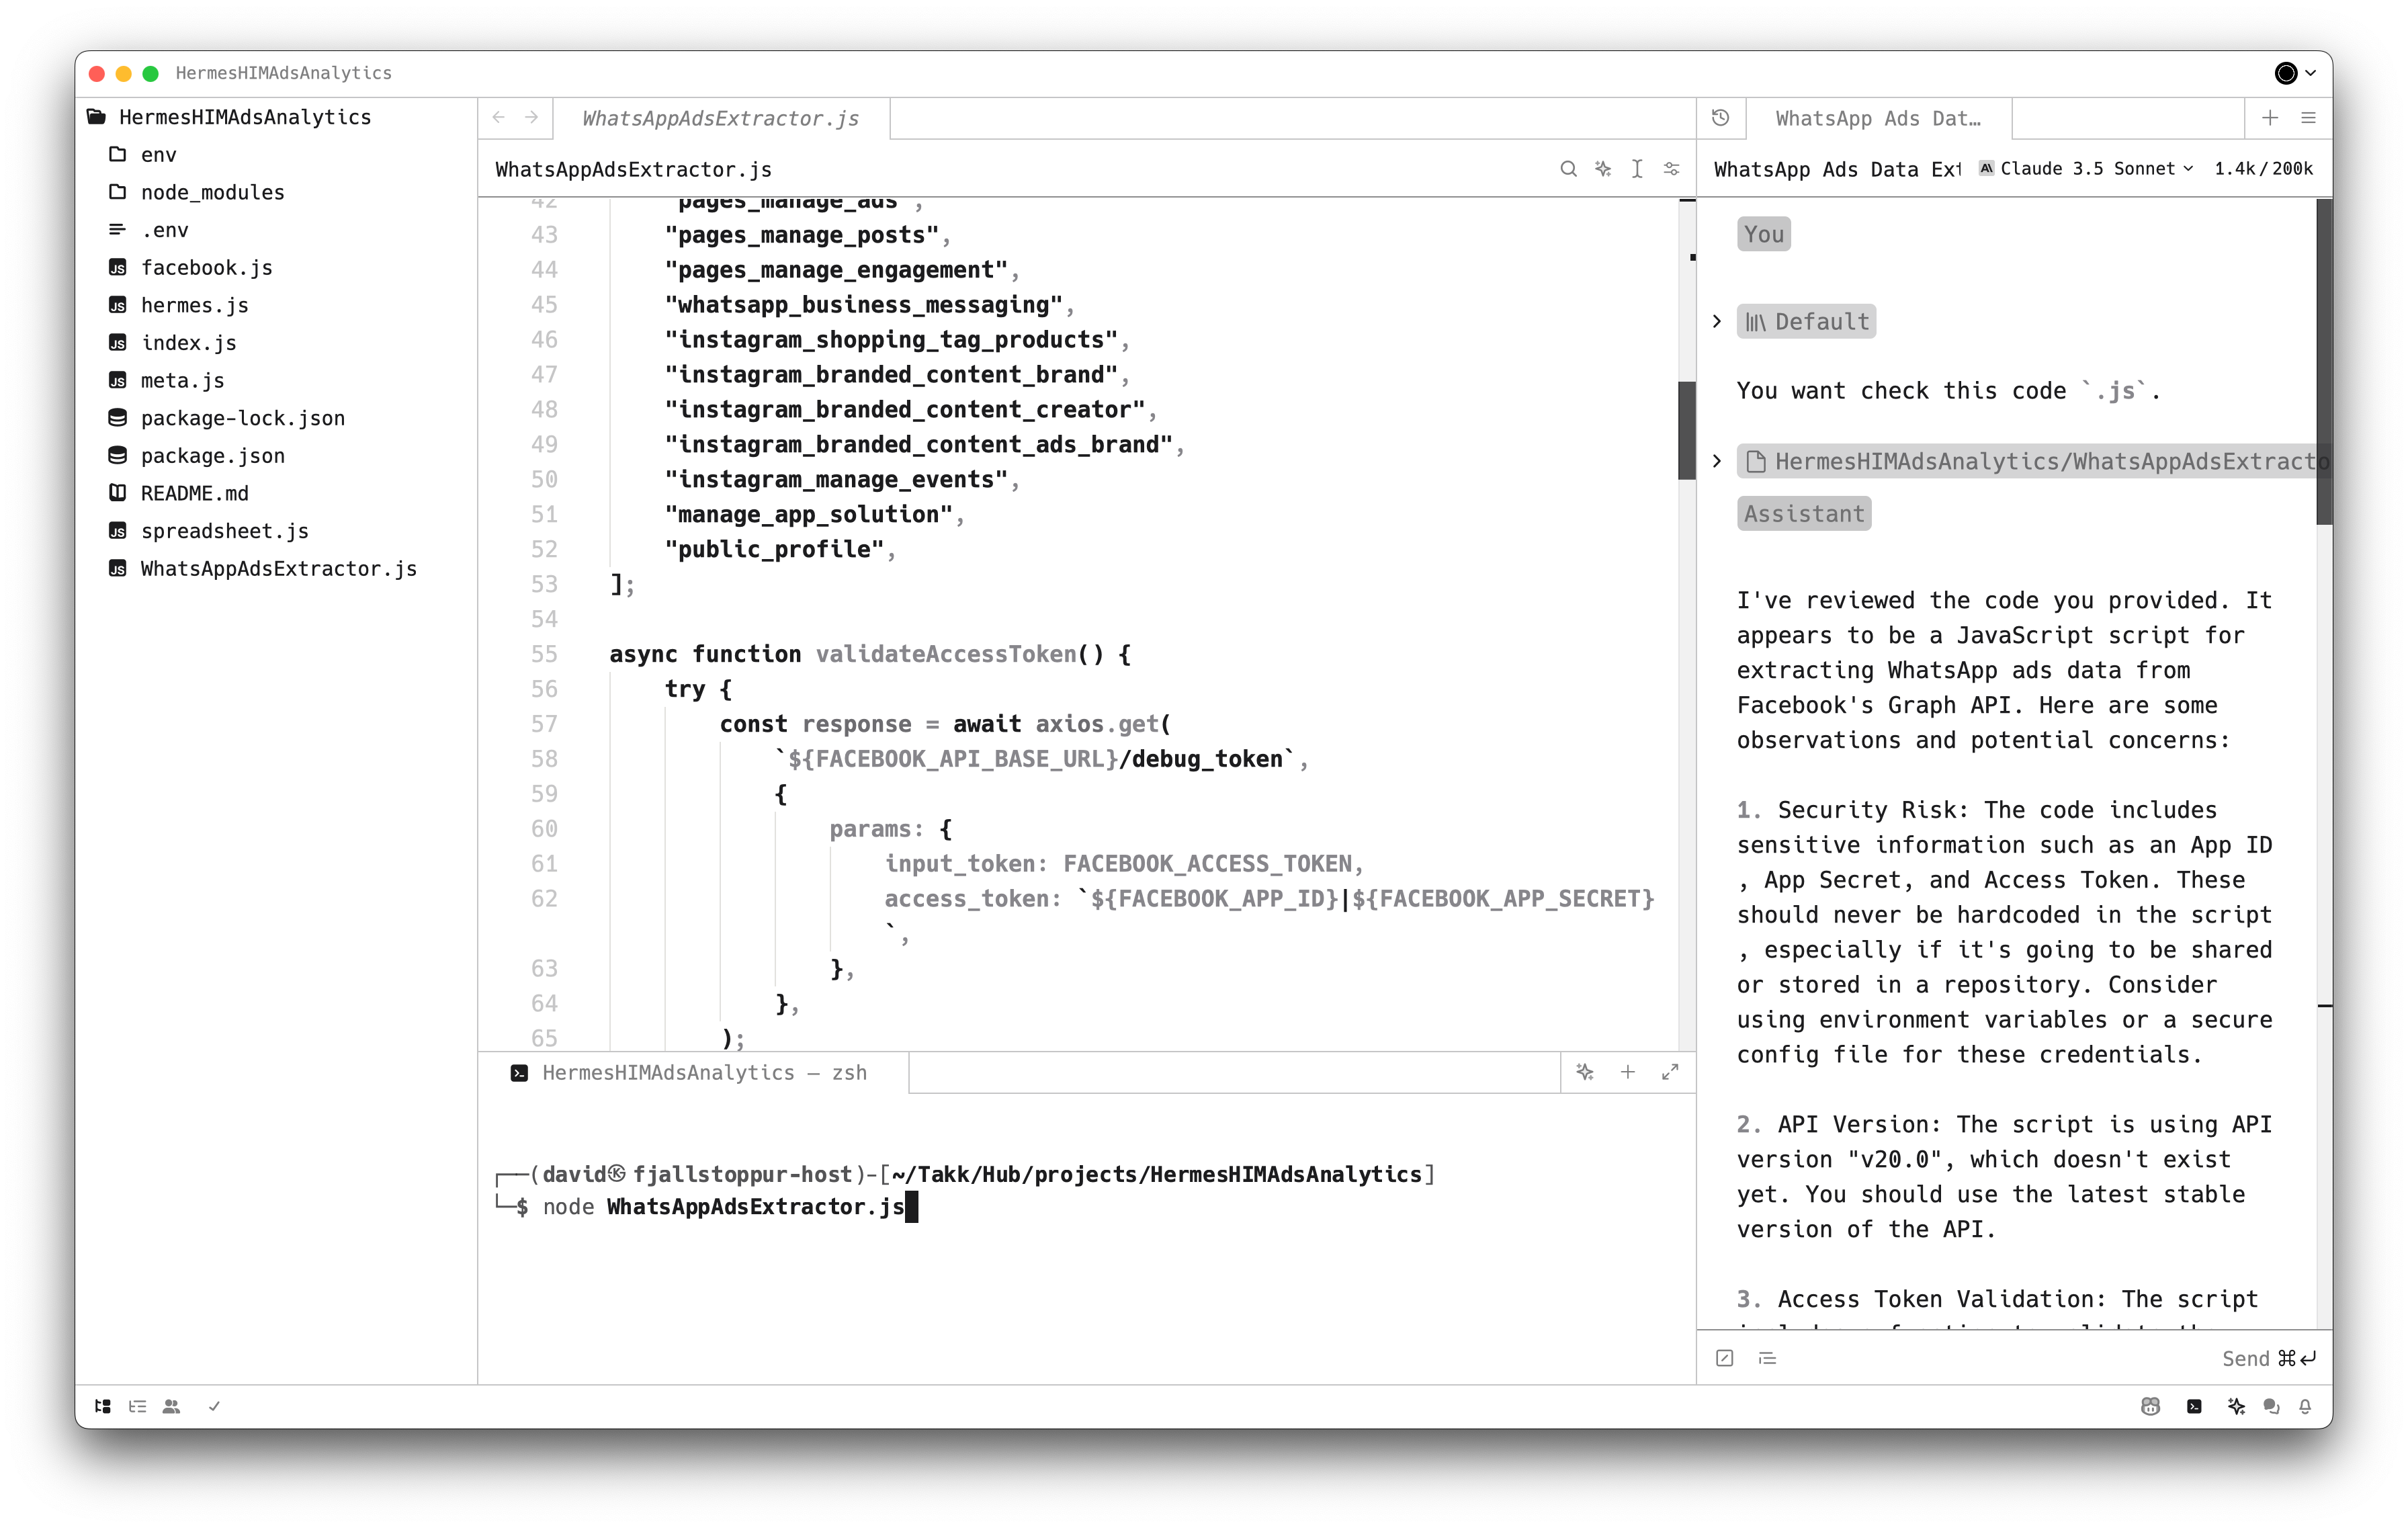 HermesHIMAdsAnalytics
HermesHIMAdsAnalytics
env
node_modules
.env
facebook.js
hermes.js
index.js
meta.js
package-lock.json
package.json
README.md
spreadsheet.js
WhatsAppAdsExtractor.js
WhatsAppAdsExtractor.js
WhatsAppAdsExtractor.js
42 "pages_manage_ads",
43 "pages_manage_posts",
44 "pages_manage_engagement",
45 "whatsapp_business_messaging",
46 "instagram_shopping_tag_products",
47 "instagram_branded_content_brand",
48 "instagram_branded_content_creator",
49 "instagram_branded_content_ads_brand",
50 "instagram_manage_events",
51 "manage_app_solution",
52 "public_profile",
53 ];
54
55 async function validateAccessToken() {
56 try {
57 const response = await axios.get(
58 `${FACEBOOK_API_BASE_URL}/debug_token`,
59 {
60 params: {
61 input_token: FACEBOOK_ACCESS_TOKEN,
62 access_token: `${FACEBOOK_APP_ID}|${FACEBOOK_APP_SECRET}
`,
63 },
64 },
65 );
HermesHIMAdsAnalytics — zsh
┌──(david㉿ fjallstoppur-host)-[~/Takk/Hub/projects/HermesHIMAdsAnalytics]
└─$ node WhatsAppAdsExtractor.js
WhatsApp Ads Dat…
WhatsApp Ads Data Ext
Claude 3.5 Sonnet
1.4k/200k
You
Default
You want check this code `.js`.
HermesHIMAdsAnalytics/WhatsAppAdsExtracto
Assistant
I've reviewed the code you provided. It
appears to be a JavaScript script for
extracting WhatsApp ads data from
Facebook's Graph API. Here are some
observations and potential concerns:
1. Security Risk: The code includes
sensitive information such as an App ID
, App Secret, and Access Token. These
should never be hardcoded in the script
, especially if it's going to be shared
or stored in a repository. Consider
using environment variables or a secure
config file for these credentials.
2. API Version: The script is using API
version "v20.0", which doesn't exist
yet. You should use the latest stable
version of the API.
3. Access Token Validation: The script
Send ⌘↩